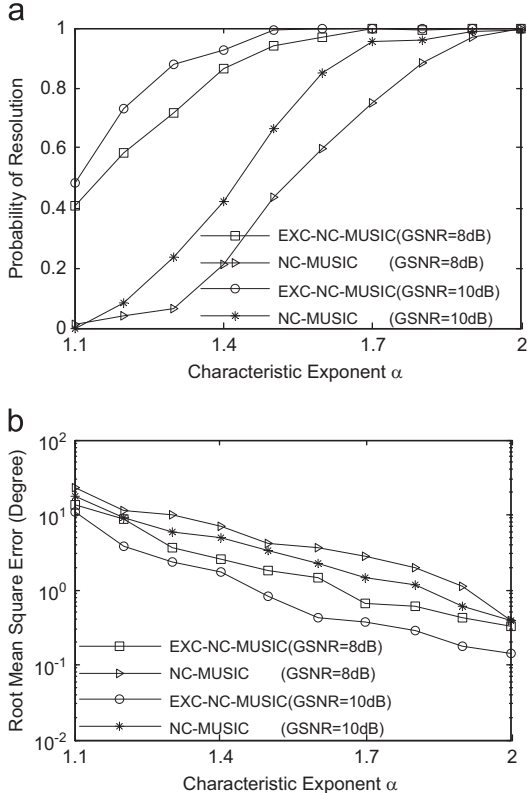 a
1
0.8
0.6
0.4
0.2
0
Probability of Resolution
EXC-NC-MUSIC(GSNR=8dB)
NC-MUSIC (GSNR=8dB)
EXC-NC-MUSIC(GSNR=10dB)
NC-MUSIC (GSNR=10dB)
1.1 1.4 1.7 2
Characteristic Exponent α
b
10²
10¹
10⁰
10⁻¹
10⁻²
Root Mean Square Error (Degree)
EXC-NC-MUSIC(GSNR=8dB)
NC-MUSIC (GSNR=8dB)
EXC-NC-MUSIC(GSNR=10dB)
NC-MUSIC (GSNR=10dB)
1.1 1.4 1.7 2
Characteristic Exponent α